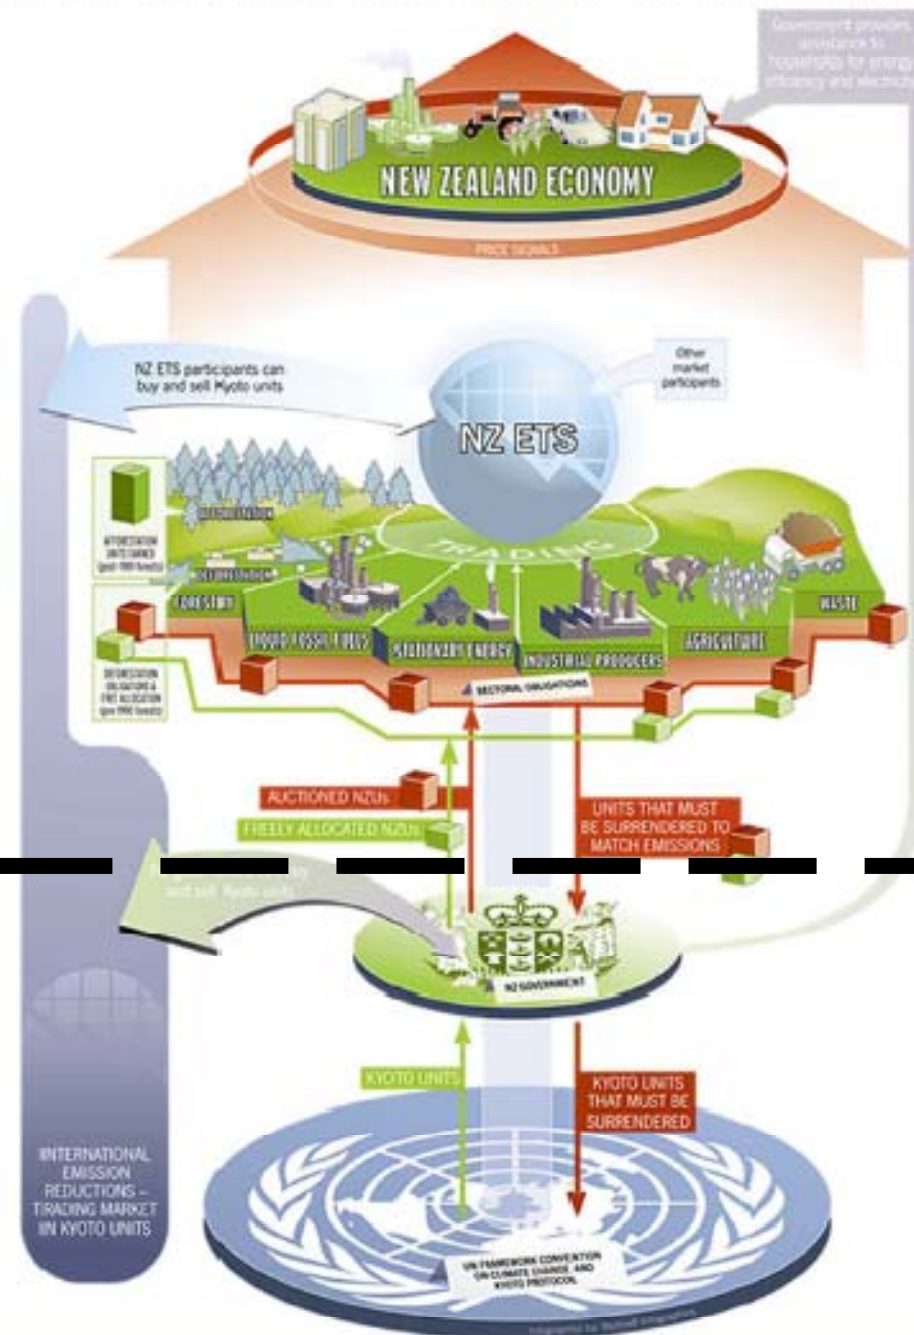 Government provides
assistance to
households for energy
efficiency and electricity
NEW ZEALAND ECONOMY
PRICE SIGNALS
NZ ETS participants can
buy and sell Kyoto units
Other
market
participants
NZ ETS
AFFORESTATION
TRADING
AFFORESTATION
UNITS EARNED
(post-1989 forests)
DEFORESTATION
FORESTRY
LIQUID FOSSIL FUELS
STATIONARY ENERGY
INDUSTRIAL PRODUCERS
AGRICULTURE
WASTE
DEFORESTATION
OBLIGATIONS &
FREE ALLOCATION
(pre-1990 forests)
SECTORAL OBLIGATIONS
AUCTIONED NZUs
FREELY ALLOCATED NZUs
UNITS THAT MUST
BE SURRENDERED TO
MATCH EMISSIONS
and sell Kyoto units
NZ GOVERNMENT
KYOTO UNITS
KYOTO UNITS
THAT MUST BE
SURRENDERED
INTERNATIONAL
EMISSION
REDUCTIONS –
TRADING MARKET
IN KYOTO UNITS
UN FRAMEWORK CONVENTION
ON CLIMATE CHANGE AND
KYOTO PROTOCOL